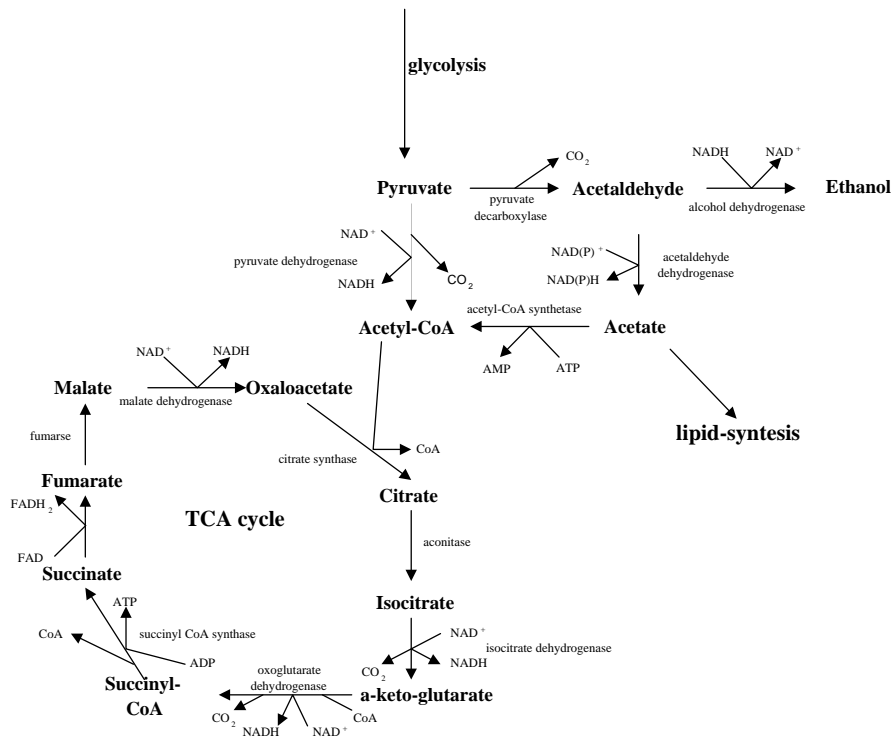 glycolysis
CO2
NADH
NAD+
Pyruvate
Acetaldehyde
Ethanol
pyruvate
decarboxylase
alcohol dehydrogenase
NAD+
pyruvate dehydrogenase
NADH
CO2
NAD(P)+
NAD(P)H
acetaldehyde
dehydrogenase
acetyl-CoA synthetase
Acetyl-CoA
Acetate
AMP
ATP
NAD+
NADH
Malate
Oxaloacetate
malate dehydrogenase
lipid-syntesis
fumarse
citrate synthase
CoA
Fumarate
Citrate
FADH2
TCA cycle
FAD
aconitase
Succinate
Isocitrate
ATP
CoA
succinyl CoA synthase
ADP
NAD+
isocitrate dehydrogenase
NADH
CO2
oxoglutarate
dehydrogenase
Succinyl-
CoA
a-keto-glutarate
CO2
NADH
NAD+
CoA